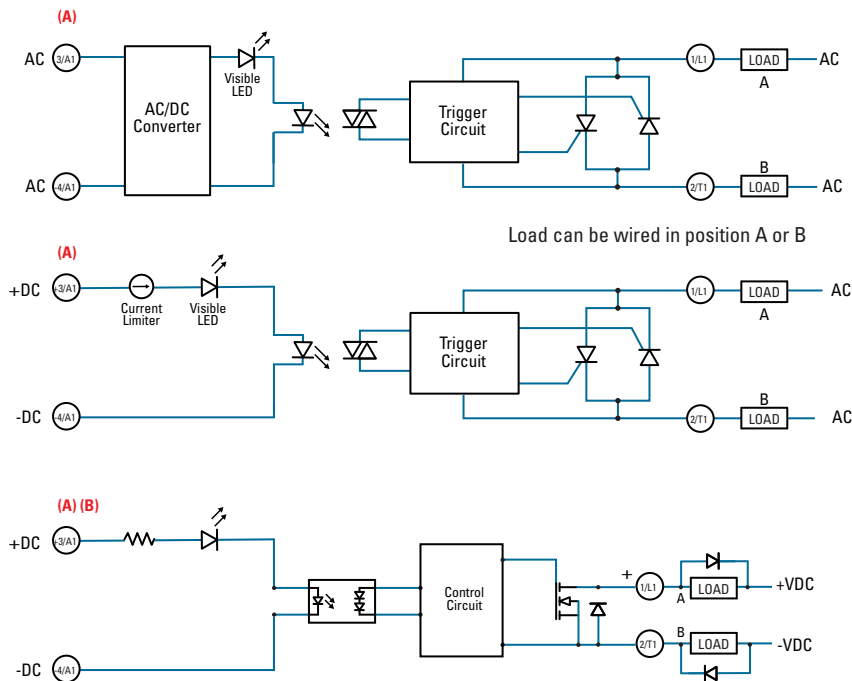 (A)
AC 3/A1
AC/DC
Converter
Visible
LED
Trigger
Circuit
1/L1 LOAD AC
A
AC -4/A1
B
2/T1 LOAD AC
Load can be wired in position A or B
(A)
+DC +3/A1
Current
Limiter
Visible
LED
Trigger
Circuit
1/L1 LOAD AC
A
-DC -4/A1
B
2/T1 LOAD AC
(A) (B)
+DC +3/A1
Control
Circuit
+ 1/L1 A LOAD +VDC
2/T1 B LOAD -VDC
-DC -4/A1